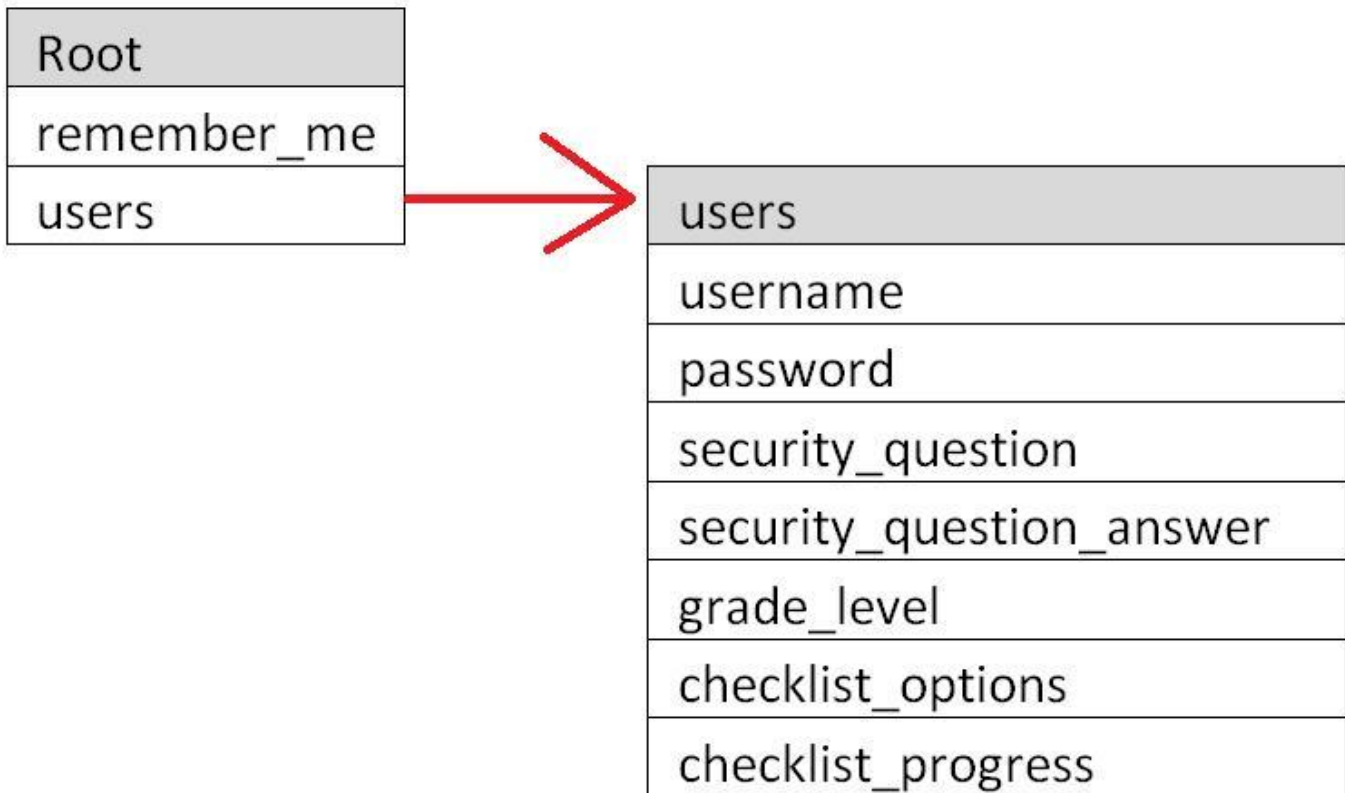 Root
remember_me
users
users
username
password
security_question
security_question_answer
grade_level
checklist_options
checklist_progress